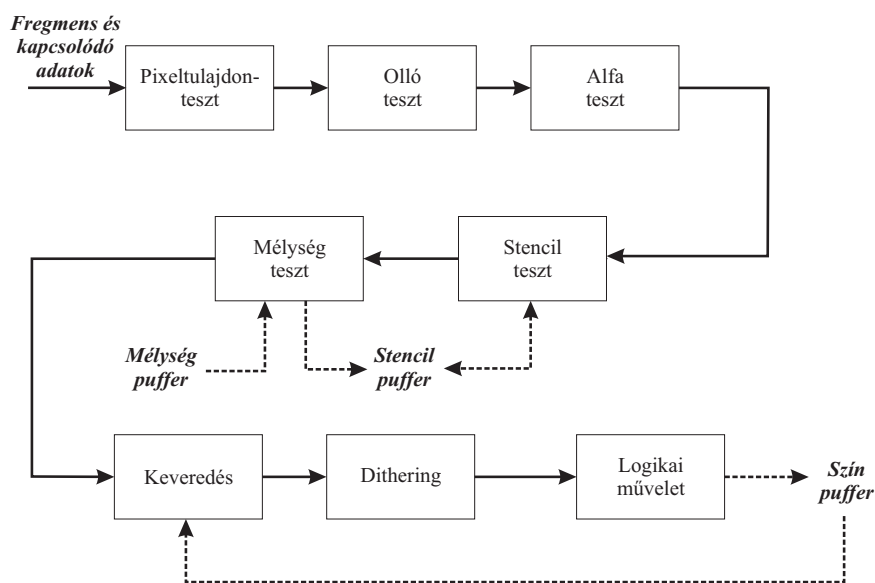 Fregmens és
kapcsolódó
adatok
Pixeltulajdon-
teszt
Olló
teszt
Alfa
teszt
Mélység
teszt
Stencil
teszt
Mélység
puffer
Stencil
puffer
Keveredés
Dithering
Logikai
művelet
Szín
puffer